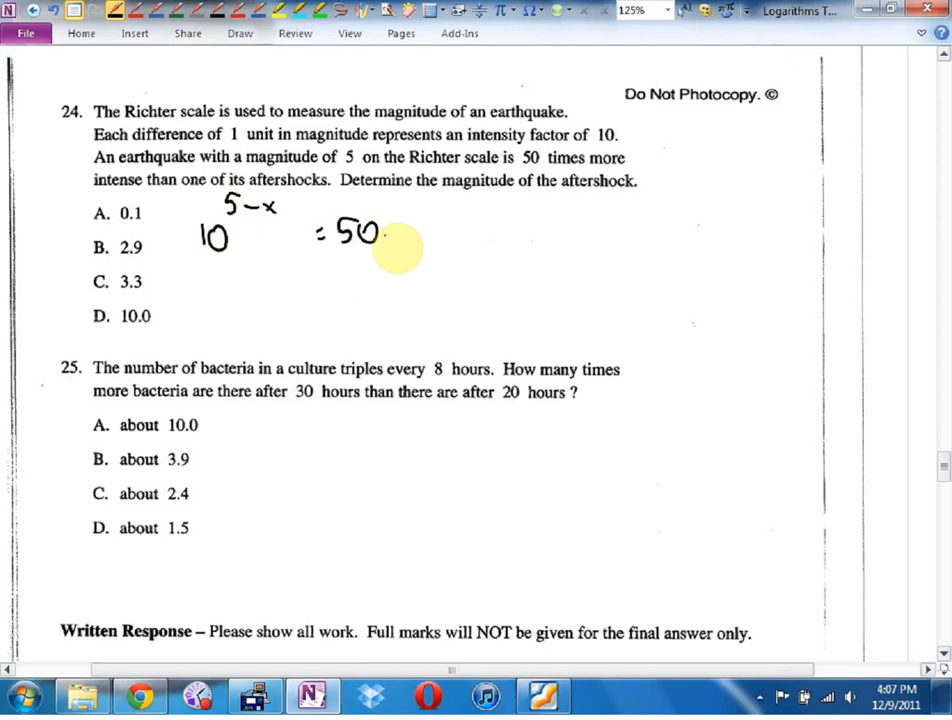 125%
Logarithms T...
File Home Insert Share Draw Review View Pages Add-Ins
Do Not Photocopy. ©
24. The Richter scale is used to measure the magnitude of an earthquake.
Each difference of 1 unit in magnitude represents an intensity factor of 10.
An earthquake with a magnitude of 5 on the Richter scale is 50 times more
intense than one of its aftershocks. Determine the magnitude of the aftershock.
A. 0.1
B. 2.9
C. 3.3
D. 10.0
5-x
10 = 50
25. The number of bacteria in a culture triples every 8 hours. How many times
more bacteria are there after 30 hours than there are after 20 hours ?
A. about 10.0
B. about 3.9
C. about 2.4
D. about 1.5
Written Response – Please show all work. Full marks will NOT be given for the final answer only.
4:07 PM
12/9/2011